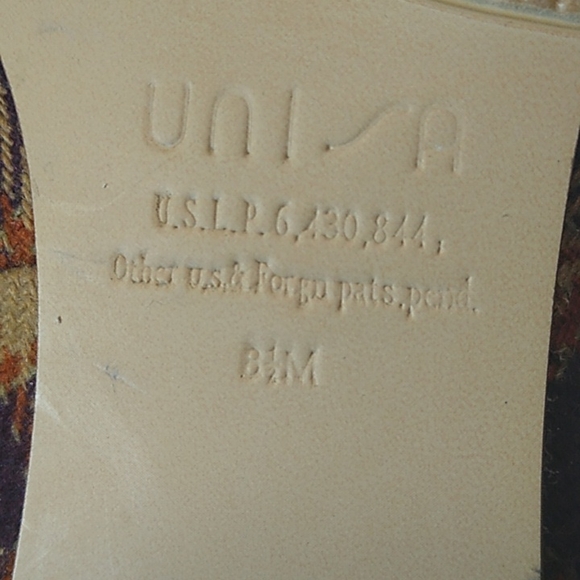 UNISA
U.S.L.P. 6,430,844,
Other u.s,&.Forgn pats.pend.
8½M